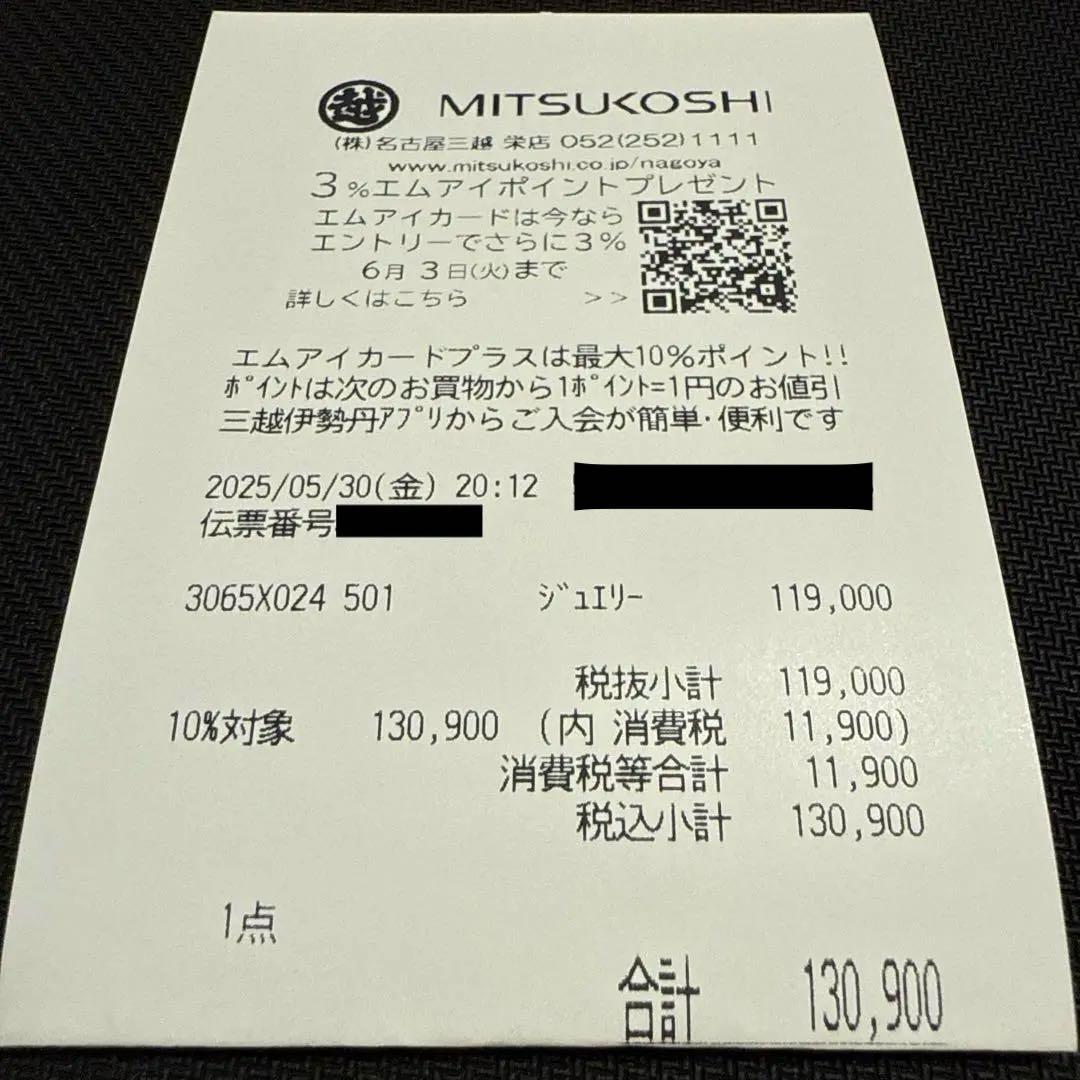 越 MITSUKOSHI
(株)名古屋三越 栄店 052(252)1111
www.mitsukoshi.co.jp/nagoya
3%エムアイポイントプレゼント
エムアイカードは今なら
エントリーでさらに3%
6月 3日(火)まで
詳しくはこちら >>
エムアイカードプラスは最大10%ポイント!!
ポイントは次のお買物から1ポイント=1円のお値引
三越伊勢丹アプリからご入会が簡単･便利です
2025/05/30(金) 20:12
伝票番号
3065X024 501 ジュエリー 119,000
税抜小計 119,000
10%対象 130,900 (内 消費税 11,900)
消費税等合計 11,900
税込小計 130,900
1点
合計 130,900